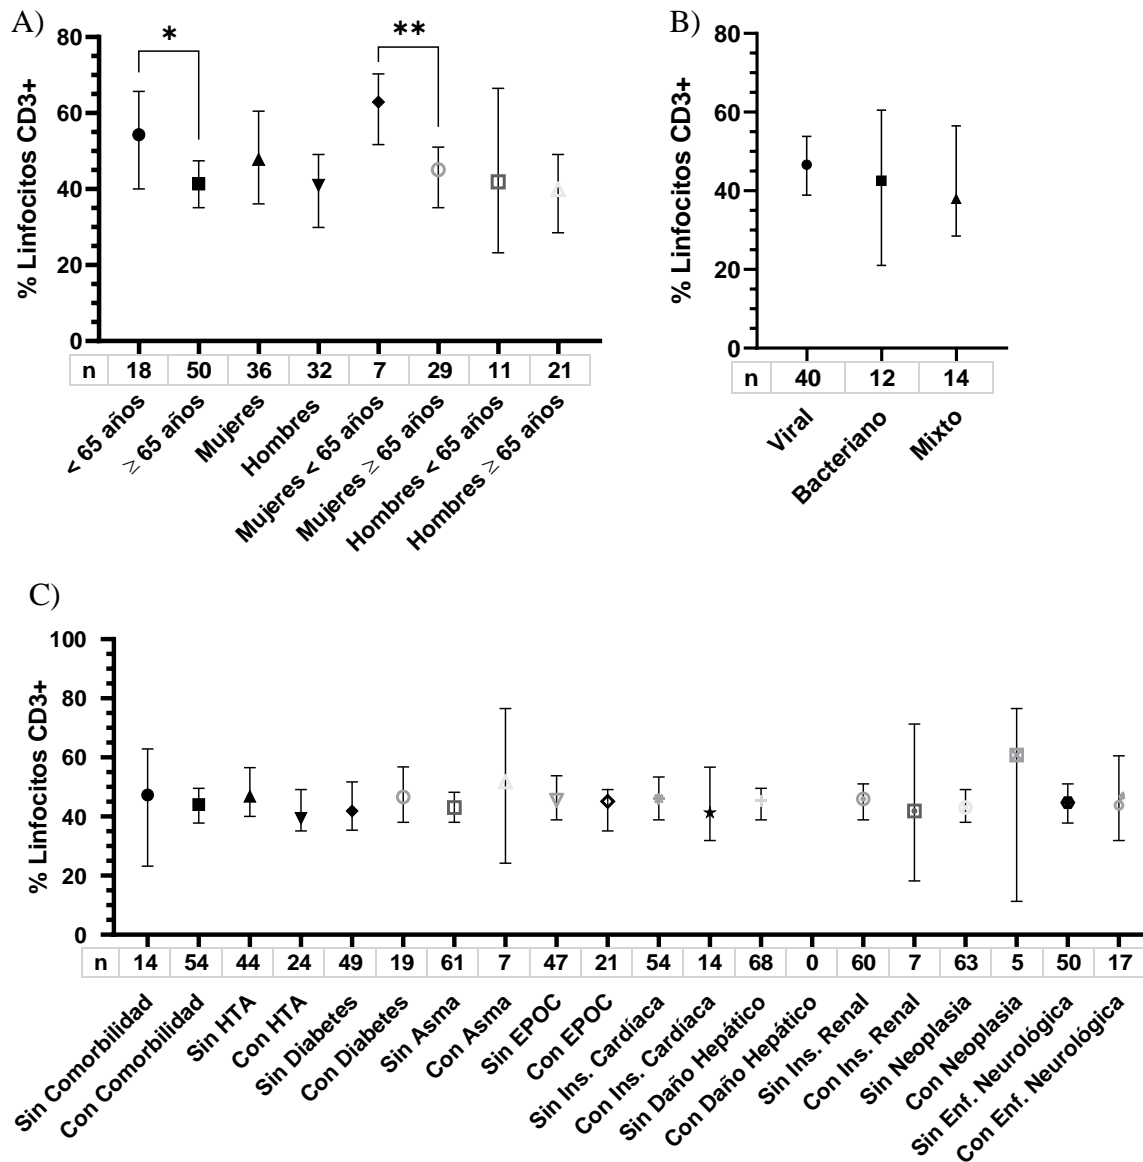 A)
% Linfocitos CD3+
80
60
40
20
0
*
**
n 18 50 36 32 7 29 11 21
< 65 años
≥ 65 años
Mujeres
Hombres
Mujeres < 65 años
Mujeres ≥ 65 años
Hombres < 65 años
Hombres ≥ 65 años
B)
% Linfocitos CD3+
80
60
40
20
0
n 40 12 14
Viral
Bacteriano
Mixto
C)
% Linfocitos CD3+
100
80
60
40
20
0
n 14 54 44 24 49 19 61 7 47 21 54 14 68 0 60 7 63 5 50 17
Sin Comorbilidad
Con Comorbilidad
Sin HTA
Con HTA
Sin Diabetes
Con Diabetes
Sin Asma
Con Asma
Sin EPOC
Con EPOC
Sin Ins. Cardíaca
Con Ins. Cardíaca
Sin Daño Hepático
Con Daño Hepático
Sin Ins. Renal
Con Ins. Renal
Sin Neoplasia
Con Neoplasia
Sin Enf. Neurológica
Con Enf. Neurológica